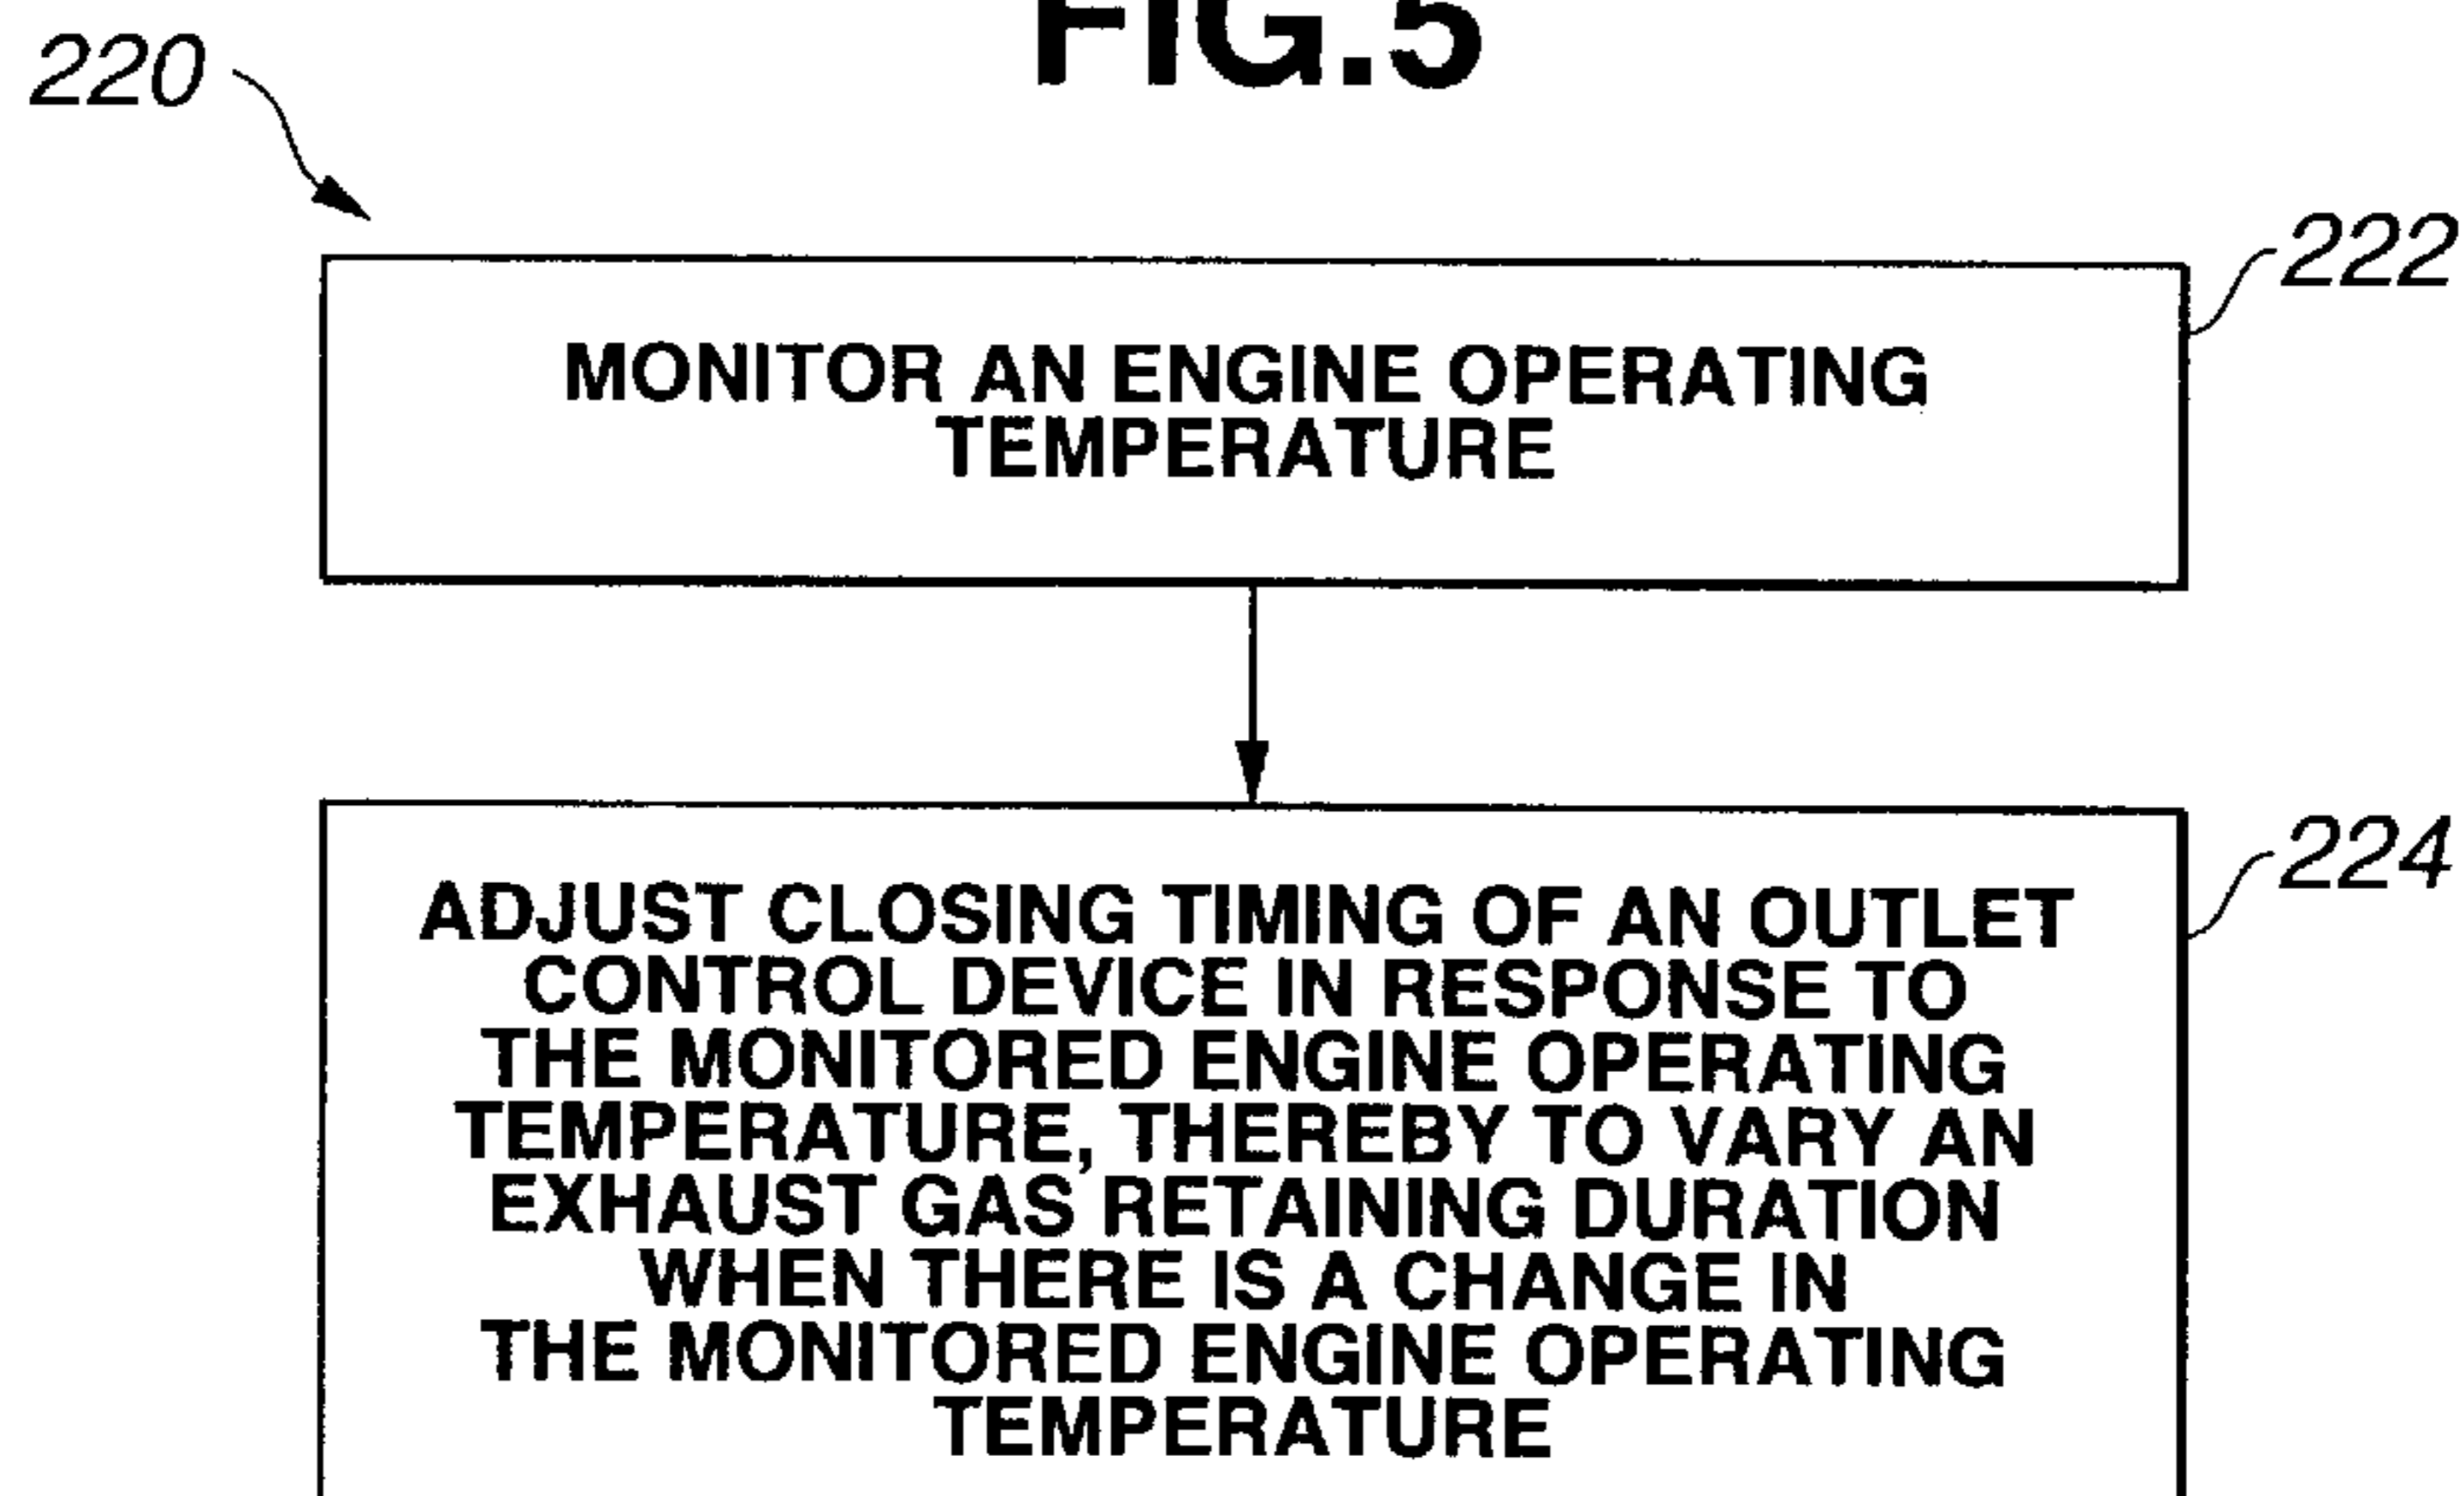 FIG.5
220
222
MONITOR AN ENGINE OPERATING
TEMPERATURE
224
ADJUST CLOSING TIMING OF AN OUTLET
CONTROL DEVICE IN RESPONSE TO
THE MONITORED ENGINE OPERATING
TEMPERATURE, THEREBY TO VARY AN
EXHAUST GAS RETAINING DURATION
WHEN THERE IS A CHANGE IN
THE MONITORED ENGINE OPERATING
TEMPERATURE